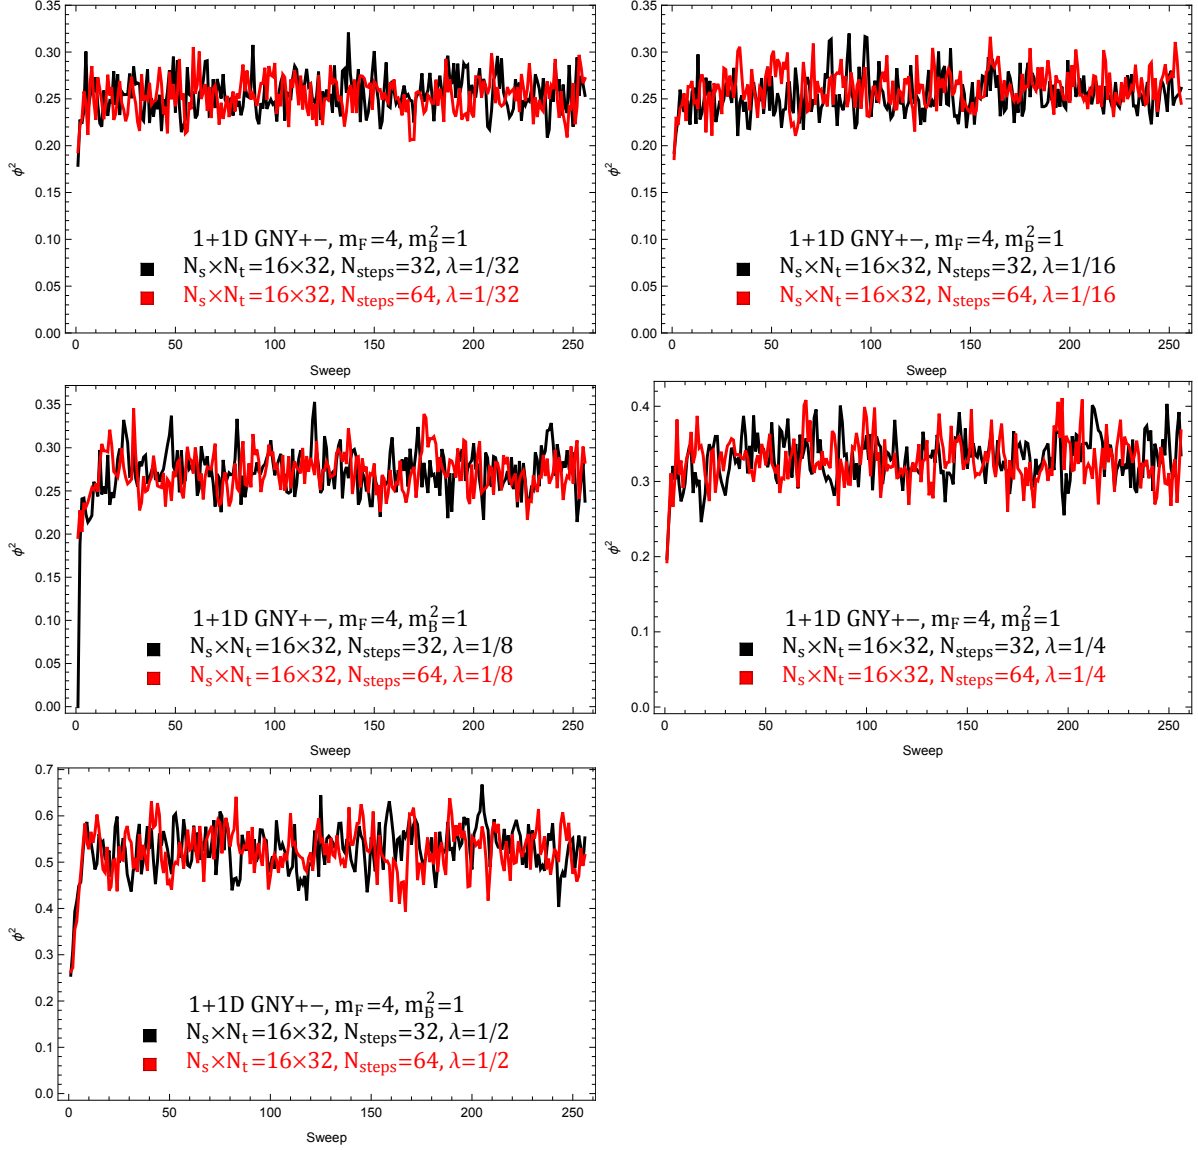 0.35
0.30
0.25
0.20
0.15
0.10
0.05
0.00
ϕ²
1+1D GNY+−, m_F=4, m_B²=1
N_s×N_t=16×32, N_steps=32, λ=1/32
N_s×N_t=16×32, N_steps=64, λ=1/32
0 50 100 150 200 250
Sweep
0.35
0.30
0.25
0.20
0.15
0.10
0.05
0.00
ϕ²
1+1D GNY+−, m_F=4, m_B²=1
N_s×N_t=16×32, N_steps=32, λ=1/16
N_s×N_t=16×32, N_steps=64, λ=1/16
0 50 100 150 200 250
Sweep
0.35
0.30
0.25
0.20
0.15
0.10
0.05
0.00
ϕ²
1+1D GNY+−, m_F=4, m_B²=1
N_s×N_t=16×32, N_steps=32, λ=1/8
N_s×N_t=16×32, N_steps=64, λ=1/8
0 50 100 150 200 250
Sweep
0.4
0.3
0.2
0.1
0.0
ϕ²
1+1D GNY+−, m_F=4, m_B²=1
N_s×N_t=16×32, N_steps=32, λ=1/4
N_s×N_t=16×32, N_steps=64, λ=1/4
0 50 100 150 200 250
Sweep
0.7
0.6
0.5
0.4
0.3
0.2
0.1
0.0
ϕ²
1+1D GNY+−, m_F=4, m_B²=1
N_s×N_t=16×32, N_steps=32, λ=1/2
N_s×N_t=16×32, N_steps=64, λ=1/2
0 50 100 150 200 250
Sweep